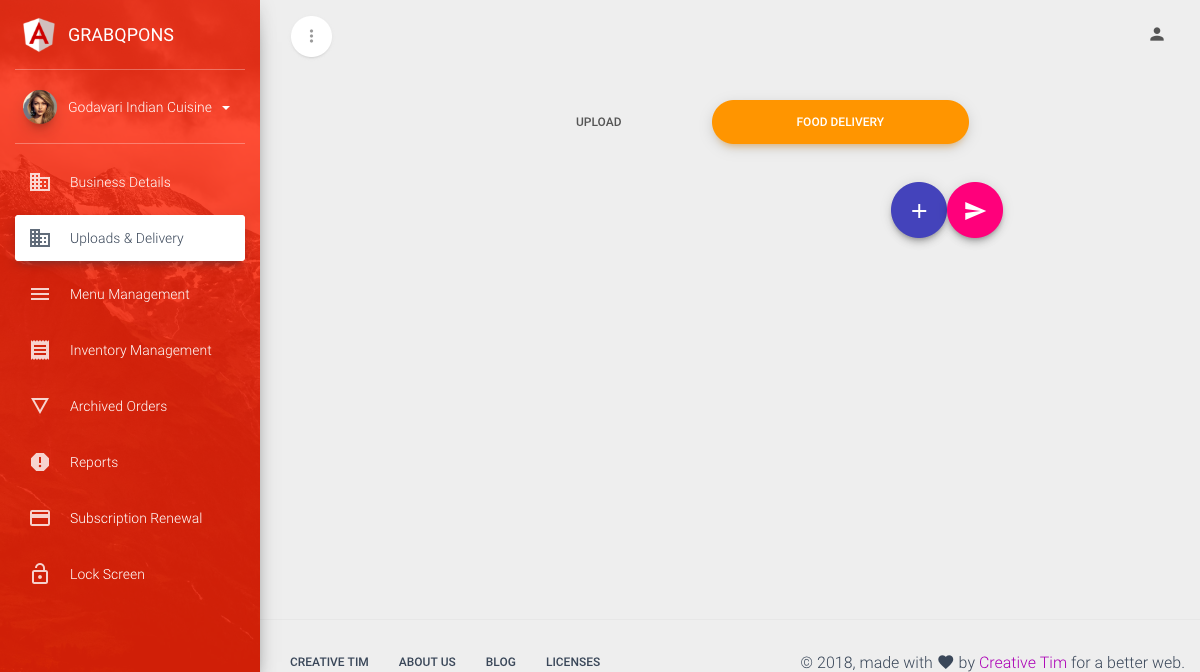 GRABQPONS
Godavari Indian Cuisine
Business Details
Uploads & Delivery
Menu Management
Inventory Management
Archived Orders
Reports
Subscription Renewal
Lock Screen
UPLOAD FOOD DELIVERY
CREATIVE TIM ABOUT US BLOG LICENSES © 2018, made with by Creative Tim for a better web.